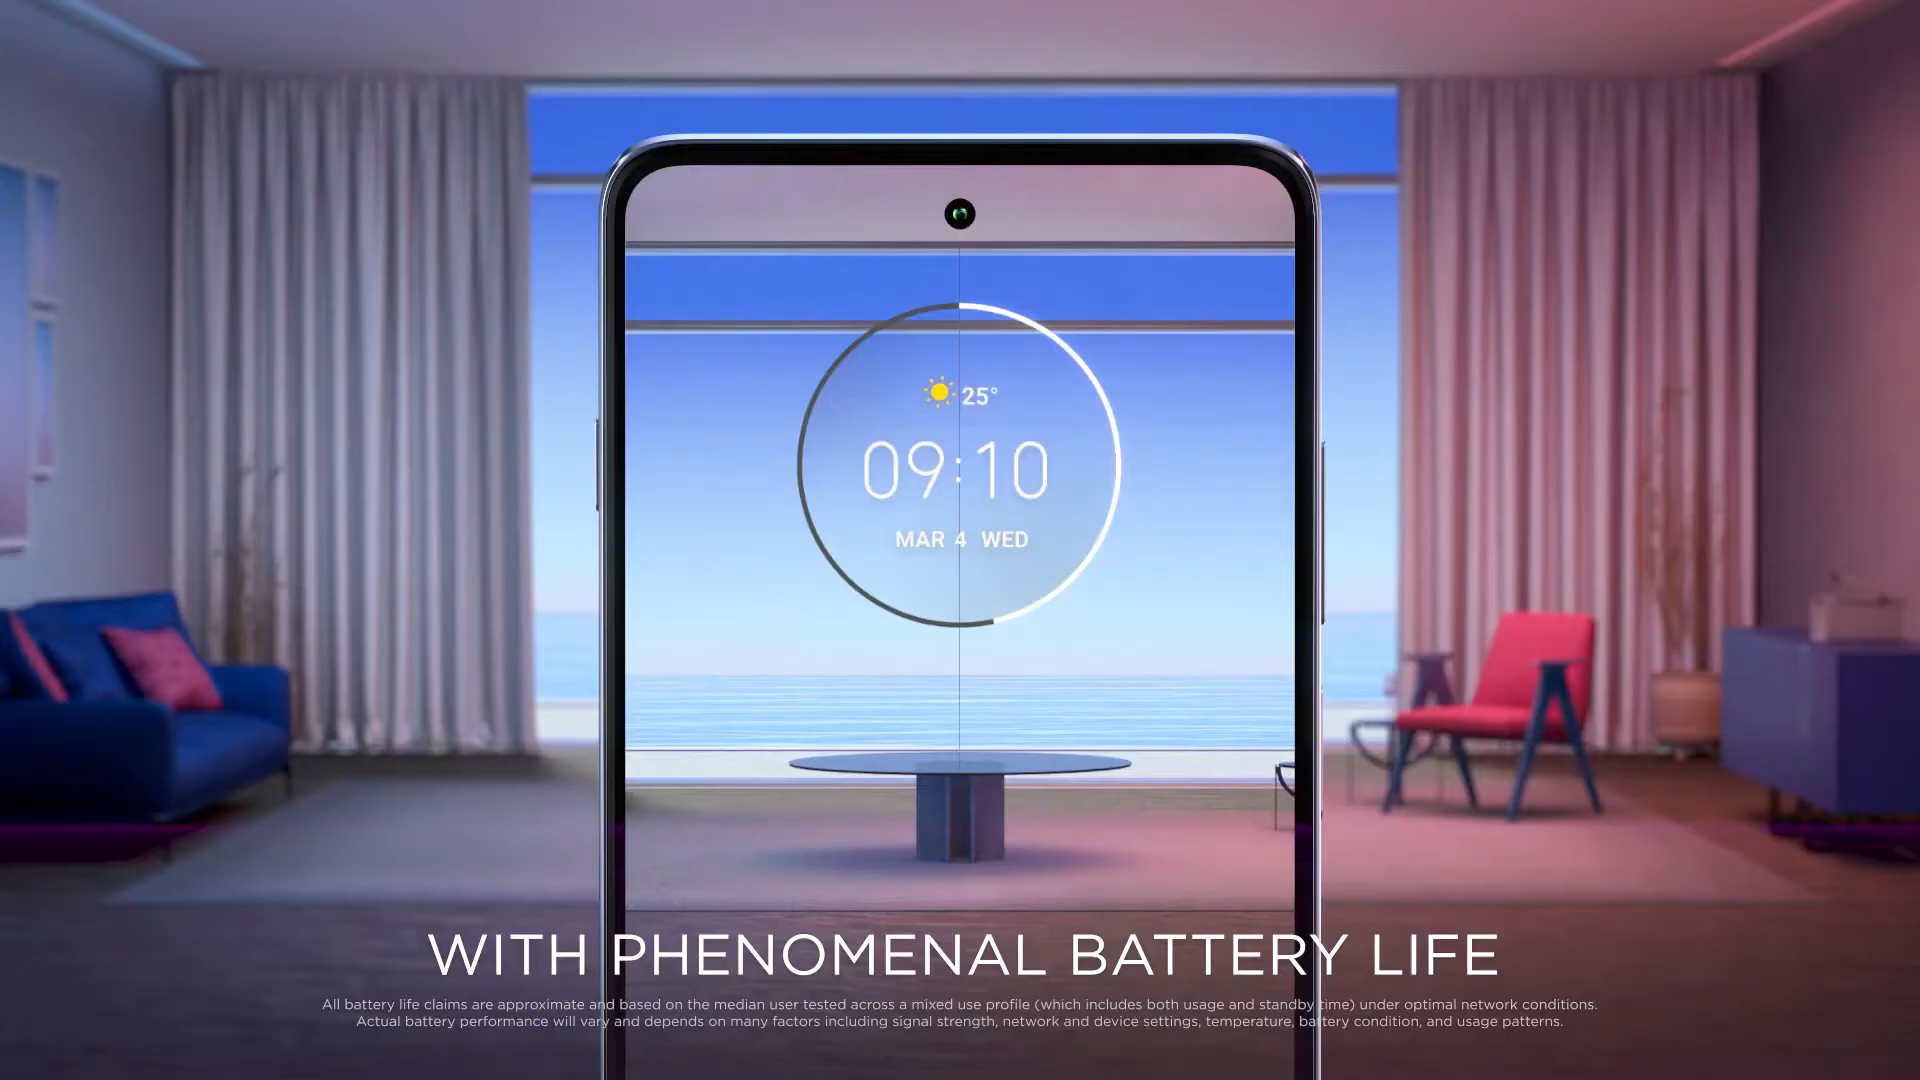 25°
09:10
MAR 4 WED
WITH PHENOMENAL BATTERY LIFE
All battery life claims are approximate and based on the median user tested across a mixed use profile (which includes both usage and standby time) under optimal network conditions.
Actual battery performance will vary and depends on many factors including signal strength, network and device settings, temperature, battery condition, and usage patterns.